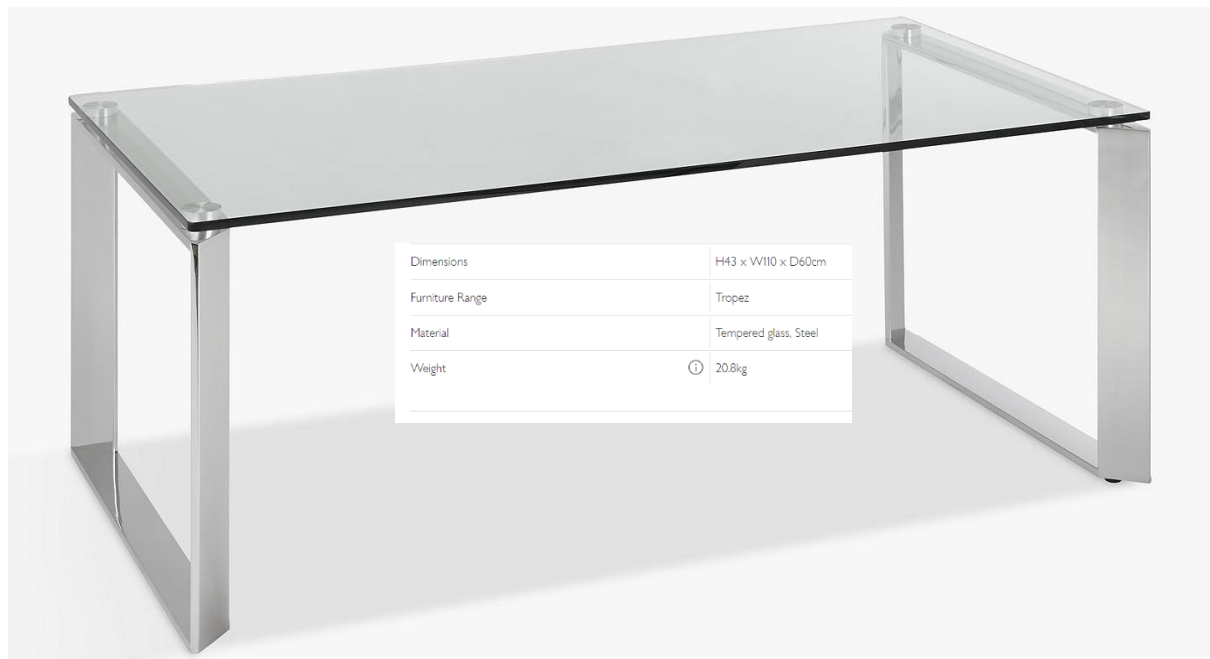 Dimensions H43 x W110 x D60cm
Furniture Range Tropez
Material Tempered glass, Steel
Weight 20.8kg